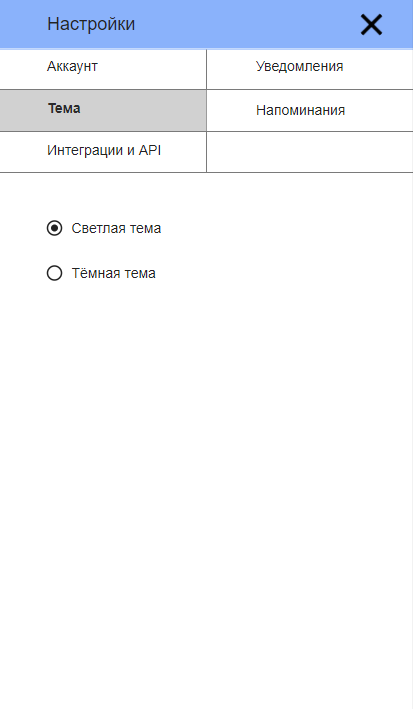 Настройки
Аккаунт
Уведомления
Тема
Напоминания
Интеграции и API
Светлая тема
Тёмная тема